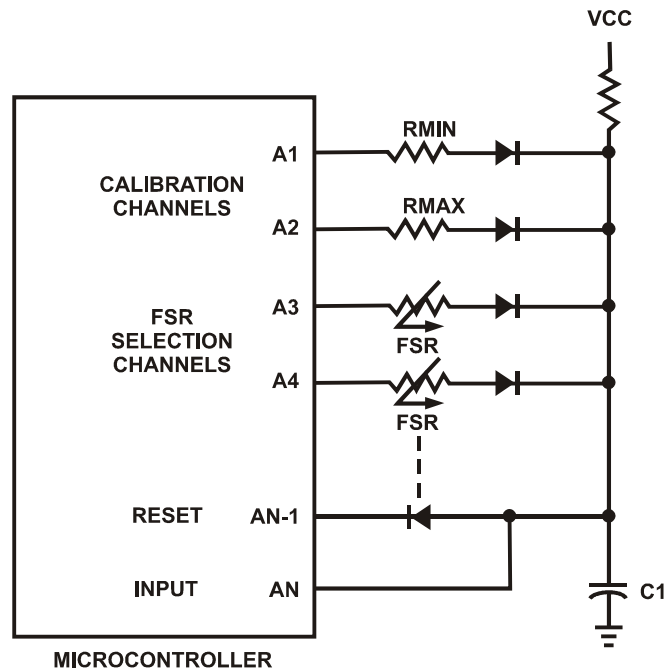 VCC
RMIN
A1
CALIBRATION
CHANNELS
RMAX
A2
A3
FSR
SELECTION
CHANNELS
FSR
A4
FSR
RESET
AN-1
INPUT
AN
C1
MICROCONTROLLER